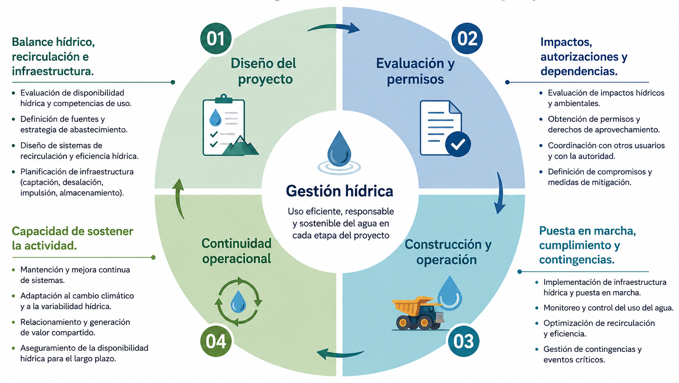 01
Diseño del
proyecto
Balance hídrico,
recirculación e
infraestructura.
• Evaluación de disponibilidad
hídrica y competencias de uso.
• Definición de fuentes y
estrategia de abastecimiento.
• Diseño de sistemas de
recirculación y eficiencia hídrica.
• Planificación de infraestructura
(captación, desalación,
impulsión, almacenamiento).
02
Evaluación y
permisos
Impactos,
autorizaciones y
dependencias.
• Evaluación de impactos hídricos
y ambientales.
• Obtención de permisos y
derechos de aprovechamiento.
• Coordinación con otros usuarios
y con la autoridad.
• Definición de compromisos y
medidas de mitigación.
Gestión hídrica
Uso eficiente, responsable
y sostenible del agua en
cada etapa del proyecto
Construcción y
operación
03
Puesta en marcha,
cumplimiento y
contingencias.
• Implementación de infraestructura
hídrica y puesta en marcha.
• Monitoreo y control del uso del agua.
• Optimización de recirculación
y eficiencia.
• Gestión de contingencias y
eventos críticos.
Continuidad
operacional
04
Capacidad de sostener
la actividad.
• Mantención y mejora continua
de sistemas.
• Adaptación al cambio climático
y a la variabilidad hídrica.
• Relacionamiento y generación
de valor compartido.
• Aseguramiento de la disponibilidad
hídrica para el largo plazo.